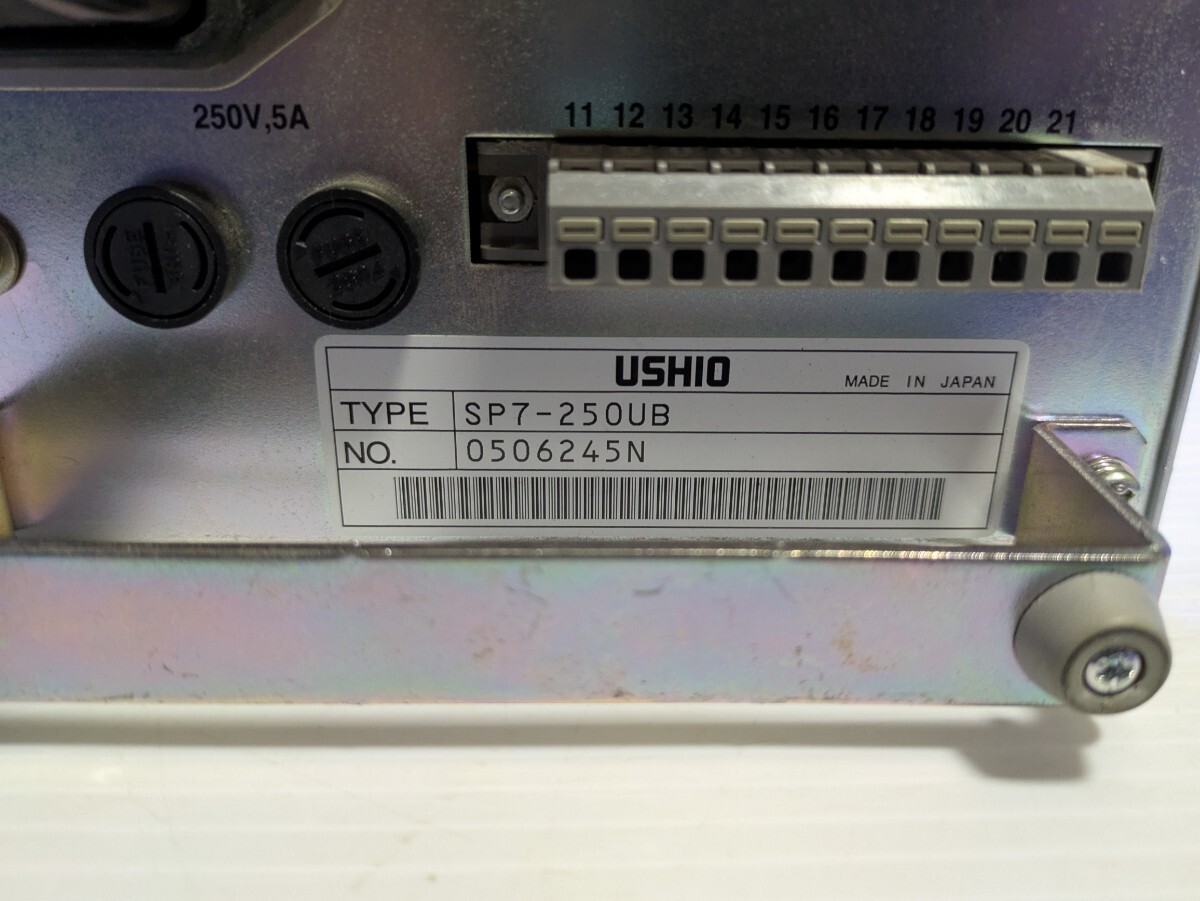 250V,5A
11 12 13 14 15 16 17 18 19 20 21
FUSE
USHIO
MADE IN JAPAN
TYPE SP7-250UB
NO. 0506245N